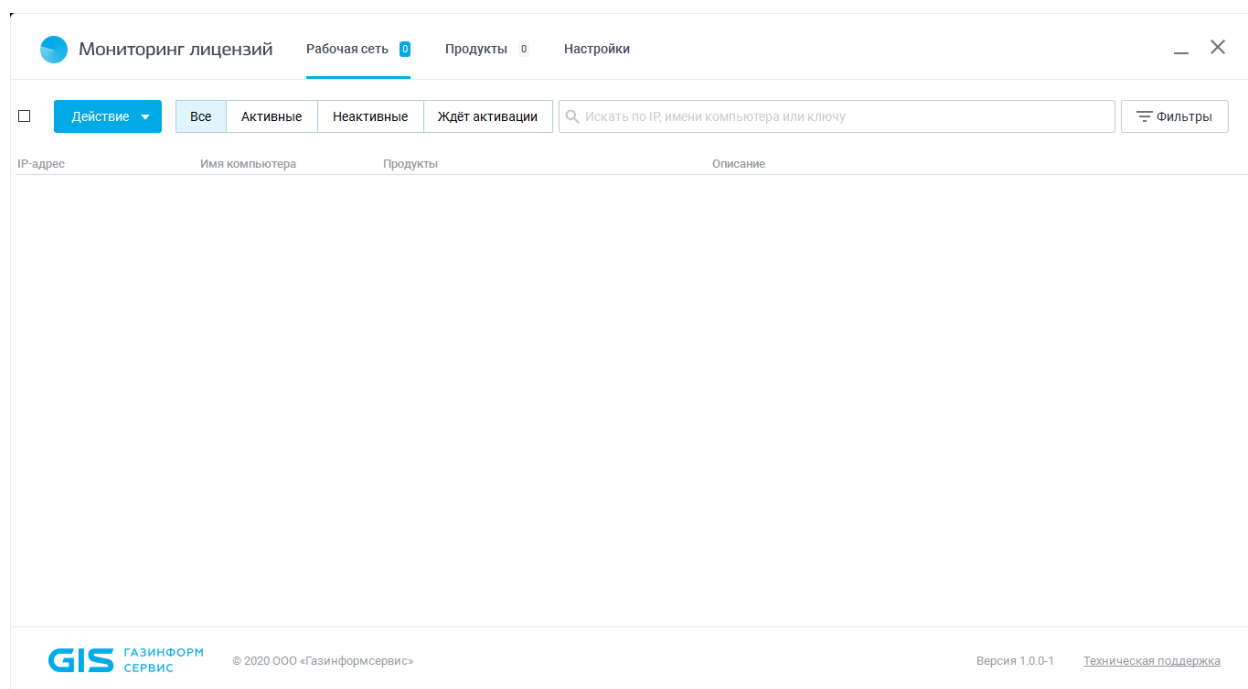 Мониторинг лицензий Рабочая сеть 0 Продукты 0 Настройки
Действие Все Активные Неактивные Ждёт активации Искать по IP, имени компьютера или ключу Фильтры
IP-адрес Имя компьютера Продукты Описание
GIS ГАЗИНФОРМ
СЕРВИС
© 2020 ООО «Газинформсервис» Версия 1.0.0-1 Техническая поддержка